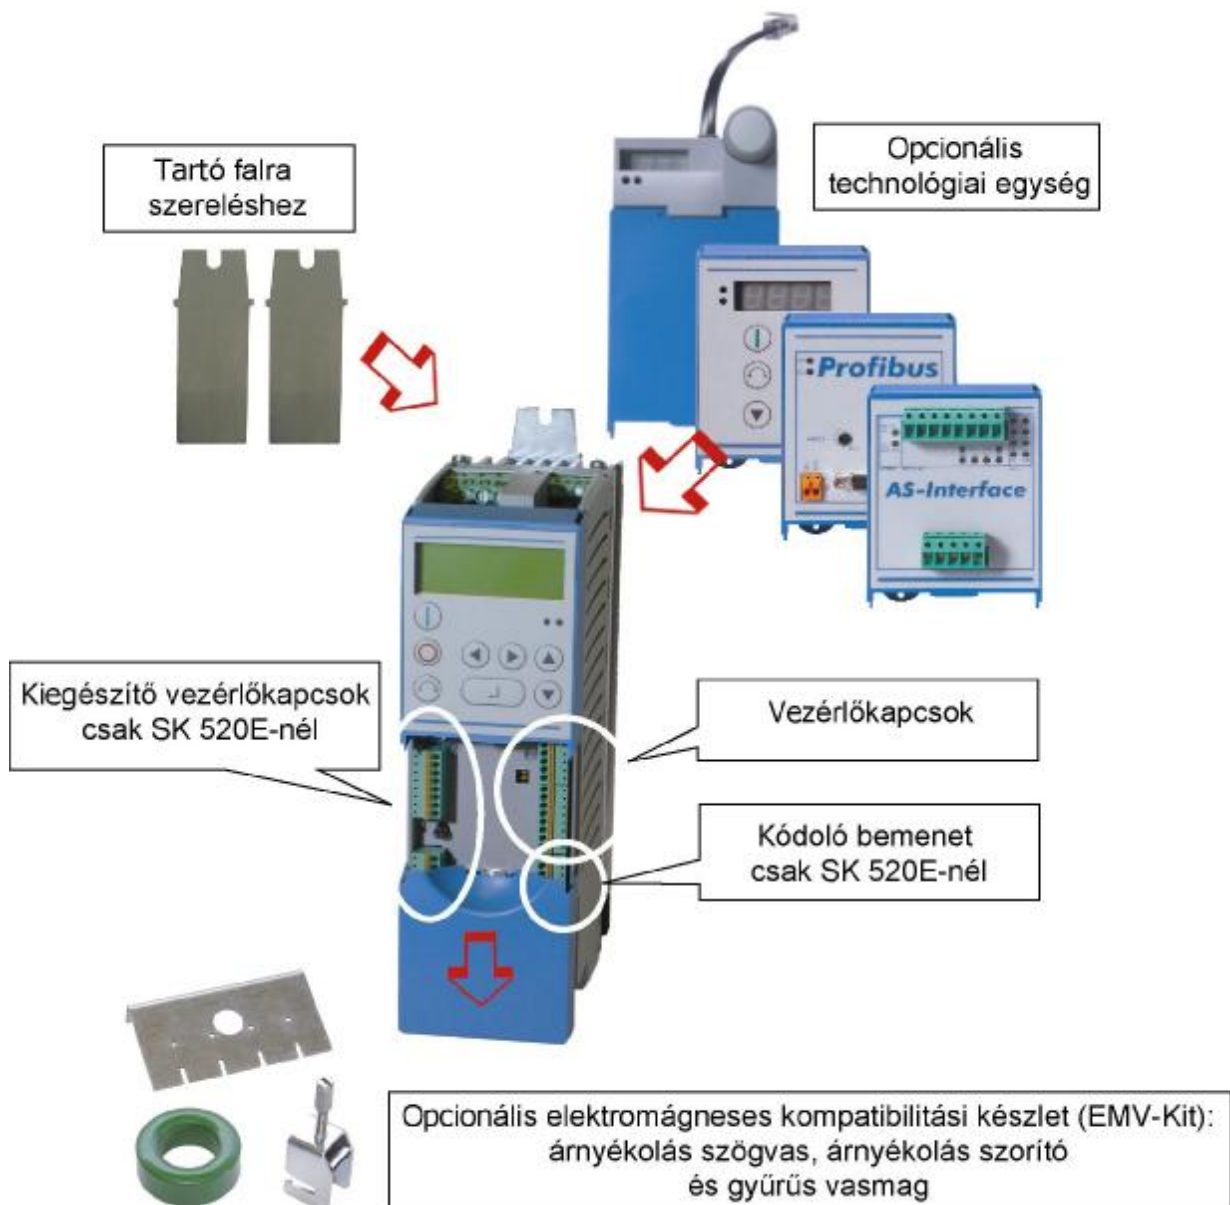 Opcionális
technológiai egység
Tartó falra
szereléshez
Profibus
AS-Interface
Kiegészítő vezérlőkapcsok
csak SK 520E-nél
Vezérlőkapcsok
Kódoló bemenet
csak SK 520E-nél
Opcionális elektromágneses kompatibilitási készlet (EMV-Kit):
árnyékolás szögvas, árnyékolás szorító
és gyűrűs vasmag